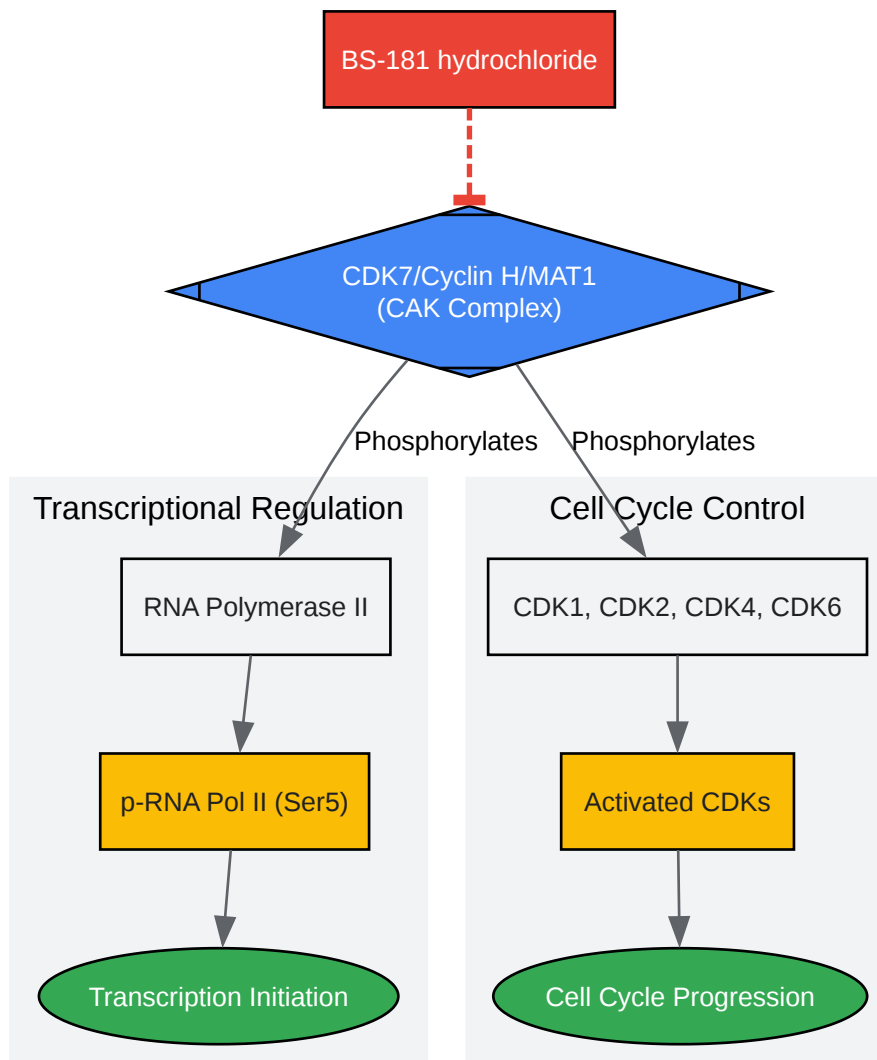 BS-181 hydrochloride
CDK7/Cyclin H/MAT1
(CAK Complex)
Phosphorylates
Phosphorylates
Transcriptional Regulation
Cell Cycle Control
RNA Polymerase II
CDK1, CDK2, CDK4, CDK6
p-RNA Pol II (Ser5)
Activated CDKs
Transcription Initiation
Cell Cycle Progression